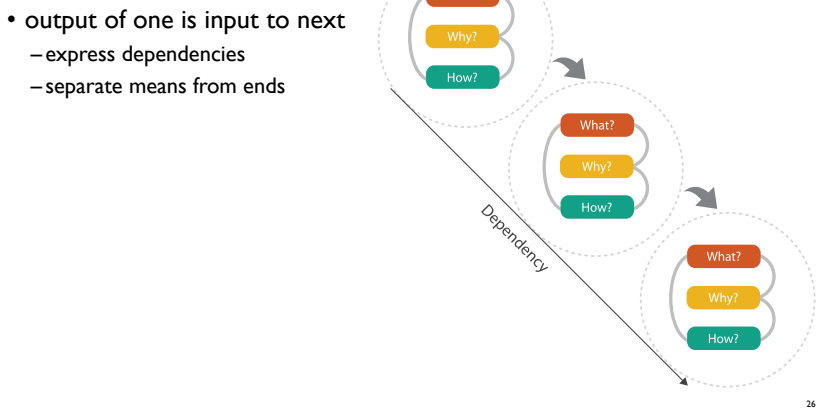 • output of one is input to next
– express dependencies
– separate means from ends
Why?
How?
What?
Why?
How?
Dependency
What?
Why?
How?
26